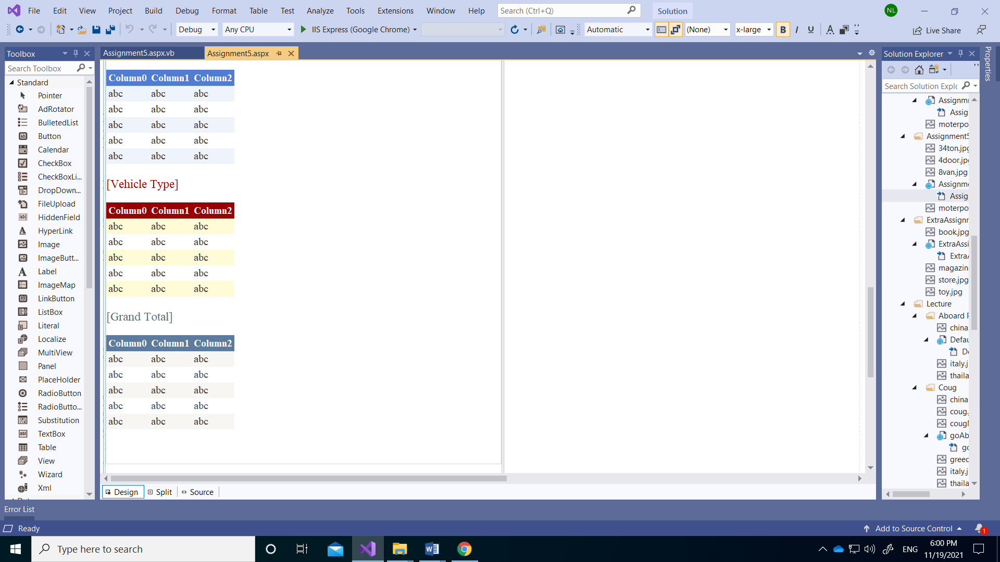 File Edit View Project Build Debug Format Table Test Analyze Tools Extensions Window Help Search (Ctrl+Q) Solution NL
Debug Any CPU IIS Express (Google Chrome) Automatic (None) x-large B I U A Live Share
Toolbox
Search Toolbox
Standard
Pointer
AdRotator
BulletedList
Button
Calendar
CheckBox
CheckBoxLi...
DropDown...
FileUpload
HiddenField
HyperLink
Image
ImageButt...
Label
ImageMap
LinkButton
ListBox
Literal
Localize
MultiView
Panel
PlaceHolder
RadioButton
RadioButto...
Substitution
TextBox
Table
View
Wizard
Xml
Assignment5.aspx.vb Assignment5.aspx
Column0 Column1 Column2
abc abc abc
abc abc abc
abc abc abc
abc abc abc
abc abc abc
[Vehicle Type]
Column0 Column1 Column2
abc abc abc
abc abc abc
abc abc abc
abc abc abc
abc abc abc
[Grand Total]
Column0 Column1 Column2
abc abc abc
abc abc abc
abc abc abc
abc abc abc
abc abc abc
Design Split Source
Solution Explorer
Search Solution Explo
Assignm
Assig
moterpo
Assignment5
34ton.jpg
4door.jp
8van.jpg
Assignm
Assig
moterpo
ExtraAssignm
book.jpg
ExtraAssi
ExtraA
magazin
store.jpg
toy.jpg
Lecture
Aboard P
china
Defau
De
italy.j
thaila
Coug
china
coug.
cougl
goAb
go
greec
italy.j
thaila
Properties
Error List
Ready Add to Source Control 1
Type here to search ENG 6:00 PM
11/19/2021